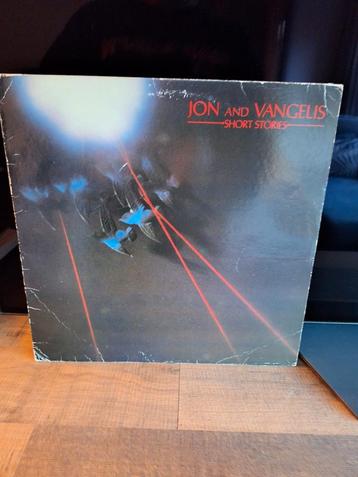 JON AND VANGELIS
SHORT STORIES